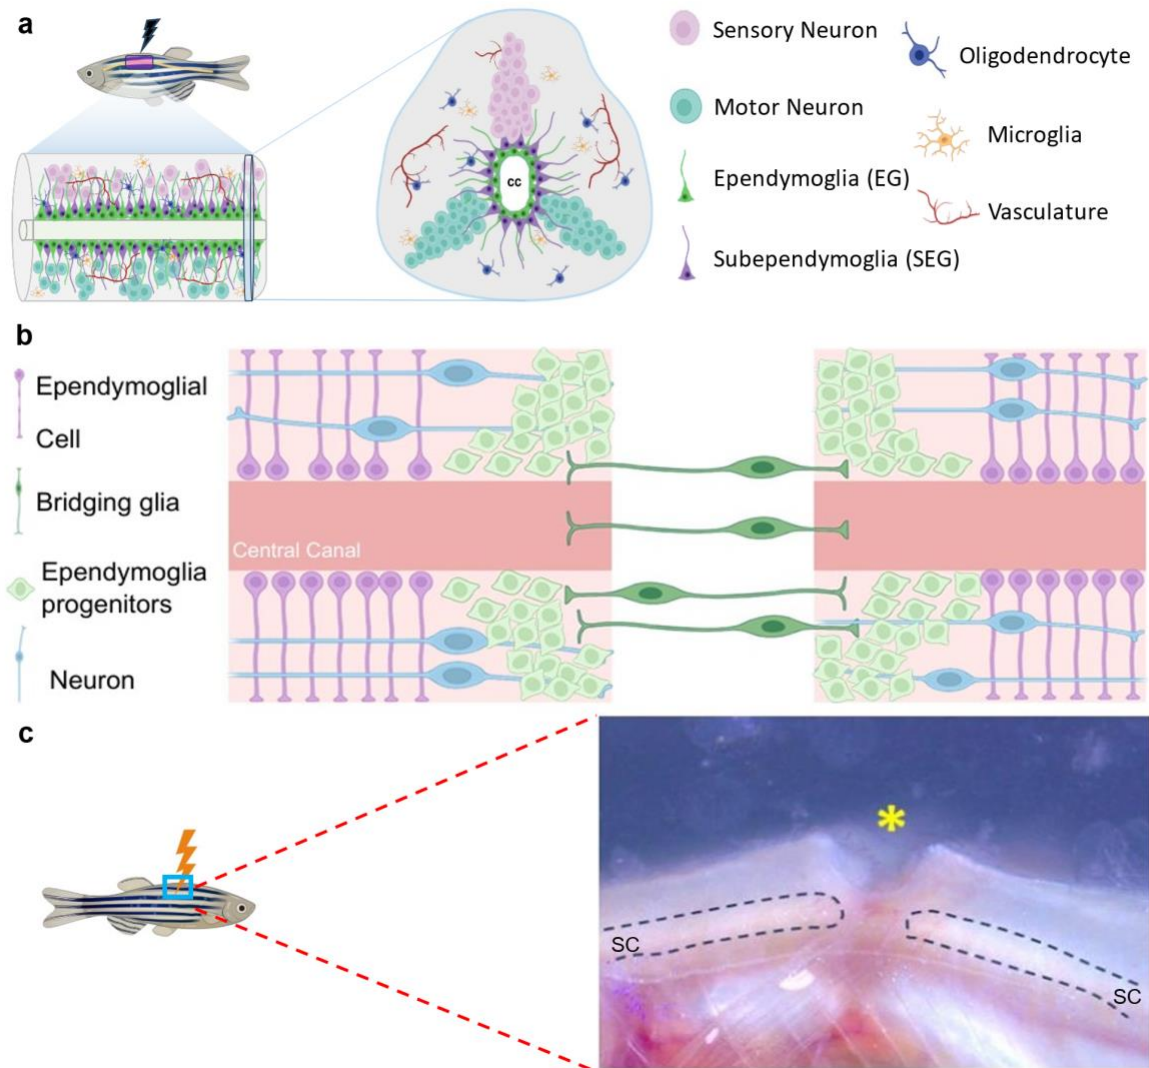 a
cc
Sensory Neuron
Motor Neuron
Ependymoglia (EG)
Subependymoglia (SEG)
Oligodendrocyte
Microglia
Vasculature
b
Ependymoglial
Cell
Bridging glia
Ependymoglia
progenitors
Neuron
Central Canal
c
*
SC
SC